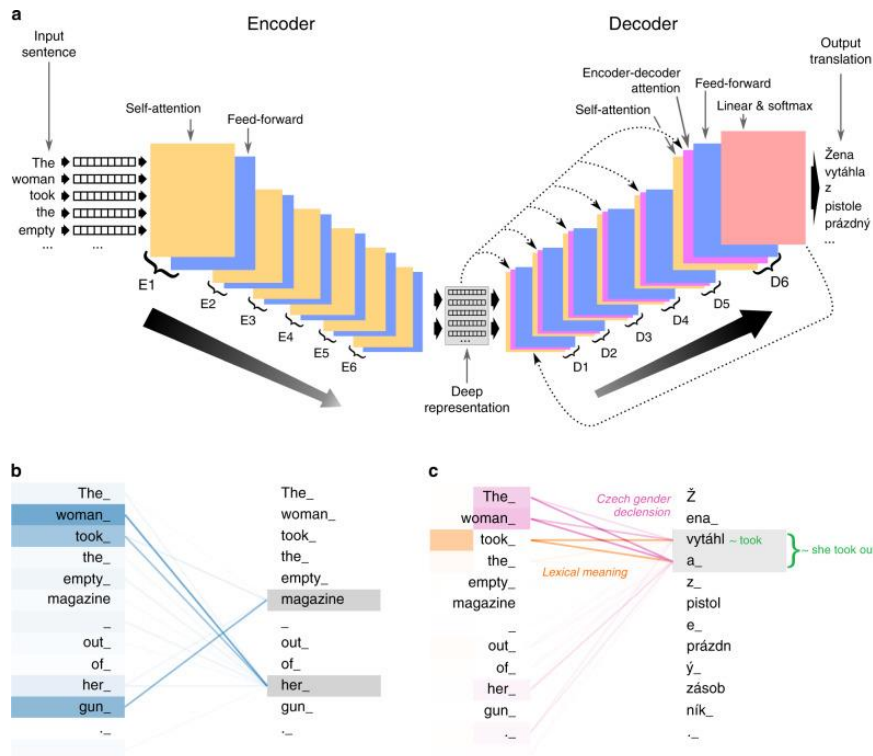 a
Encoder
Decoder
Input
sentence
Self-attention
Feed-forward
The
woman
took
the
empty
...
...
E1
E2
E3
E4
E5
E6
...
Deep
representation
Encoder-decoder
attention
Self-attention
Feed-forward
Linear & softmax
Output
translation
Žena
vytáhla
z
pistole
prázdný
...
D1
D2
D3
D4
D5
D6
b
The_
woman_
took_
the_
empty_
magazine
_
out_
of_
her_
gun_
._
The_
woman_
took_
the_
empty_
magazine
_
out_
of_
her_
gun_
._
c
The_
woman_
took_
the_
empty_
magazine
_
out_
of_
her_
gun_
._
Czech gender
declension
Lexical meaning
Ž
ena_
vytáhl ~ took
a_
z_
pistol
e_
prázdn
ý_
zásob
ník_
._
~ she took out